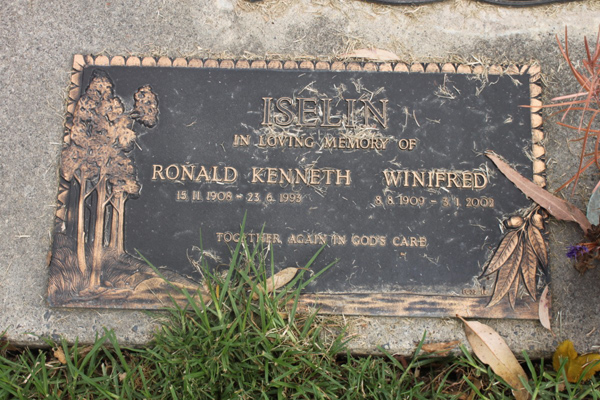 ISELIN
IN LOVING MEMORY OF
RONALD KENNETH WINIFRED
15.11.1908 - 23.6.1993 8.8.1909 - 3.1.2002
TOGETHER AGAIN IN GOD'S CARE